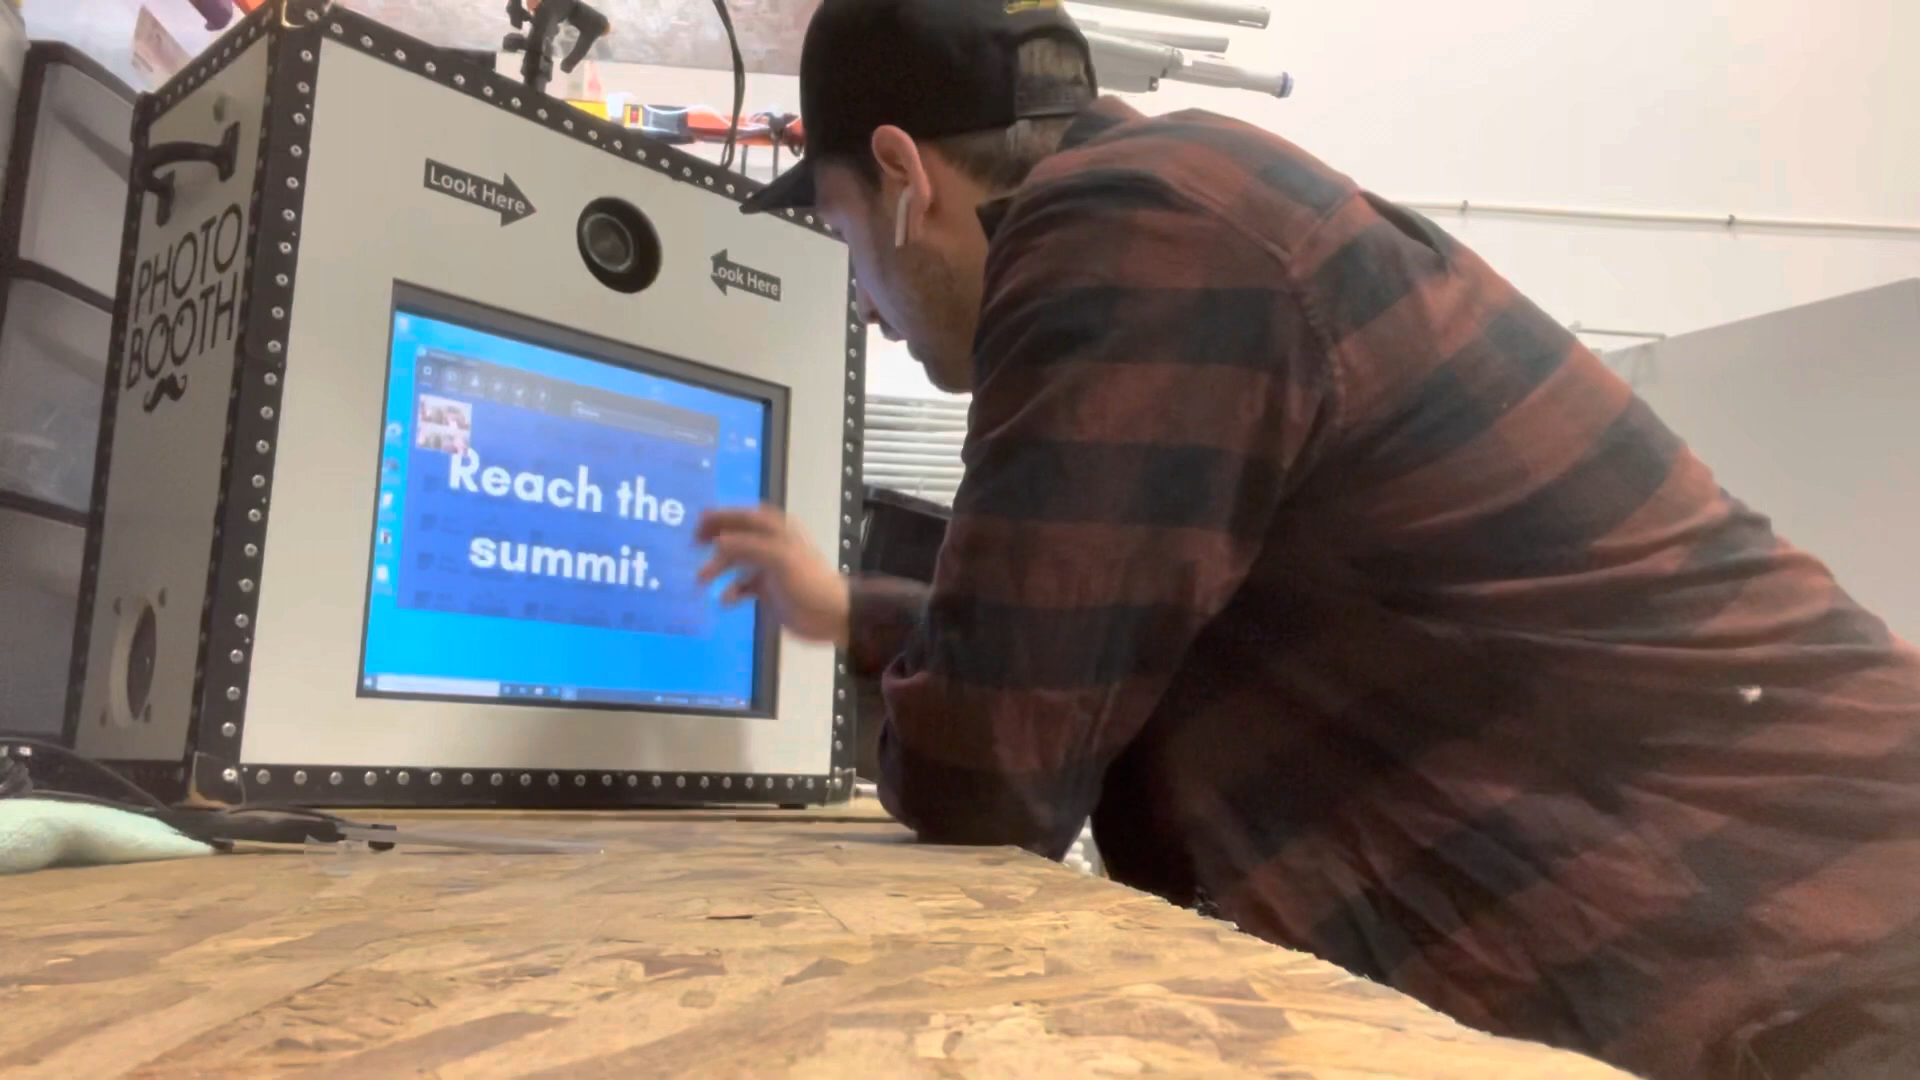 Look Here
Look Here
PHOTO
BOOTH
Reach the
summit.